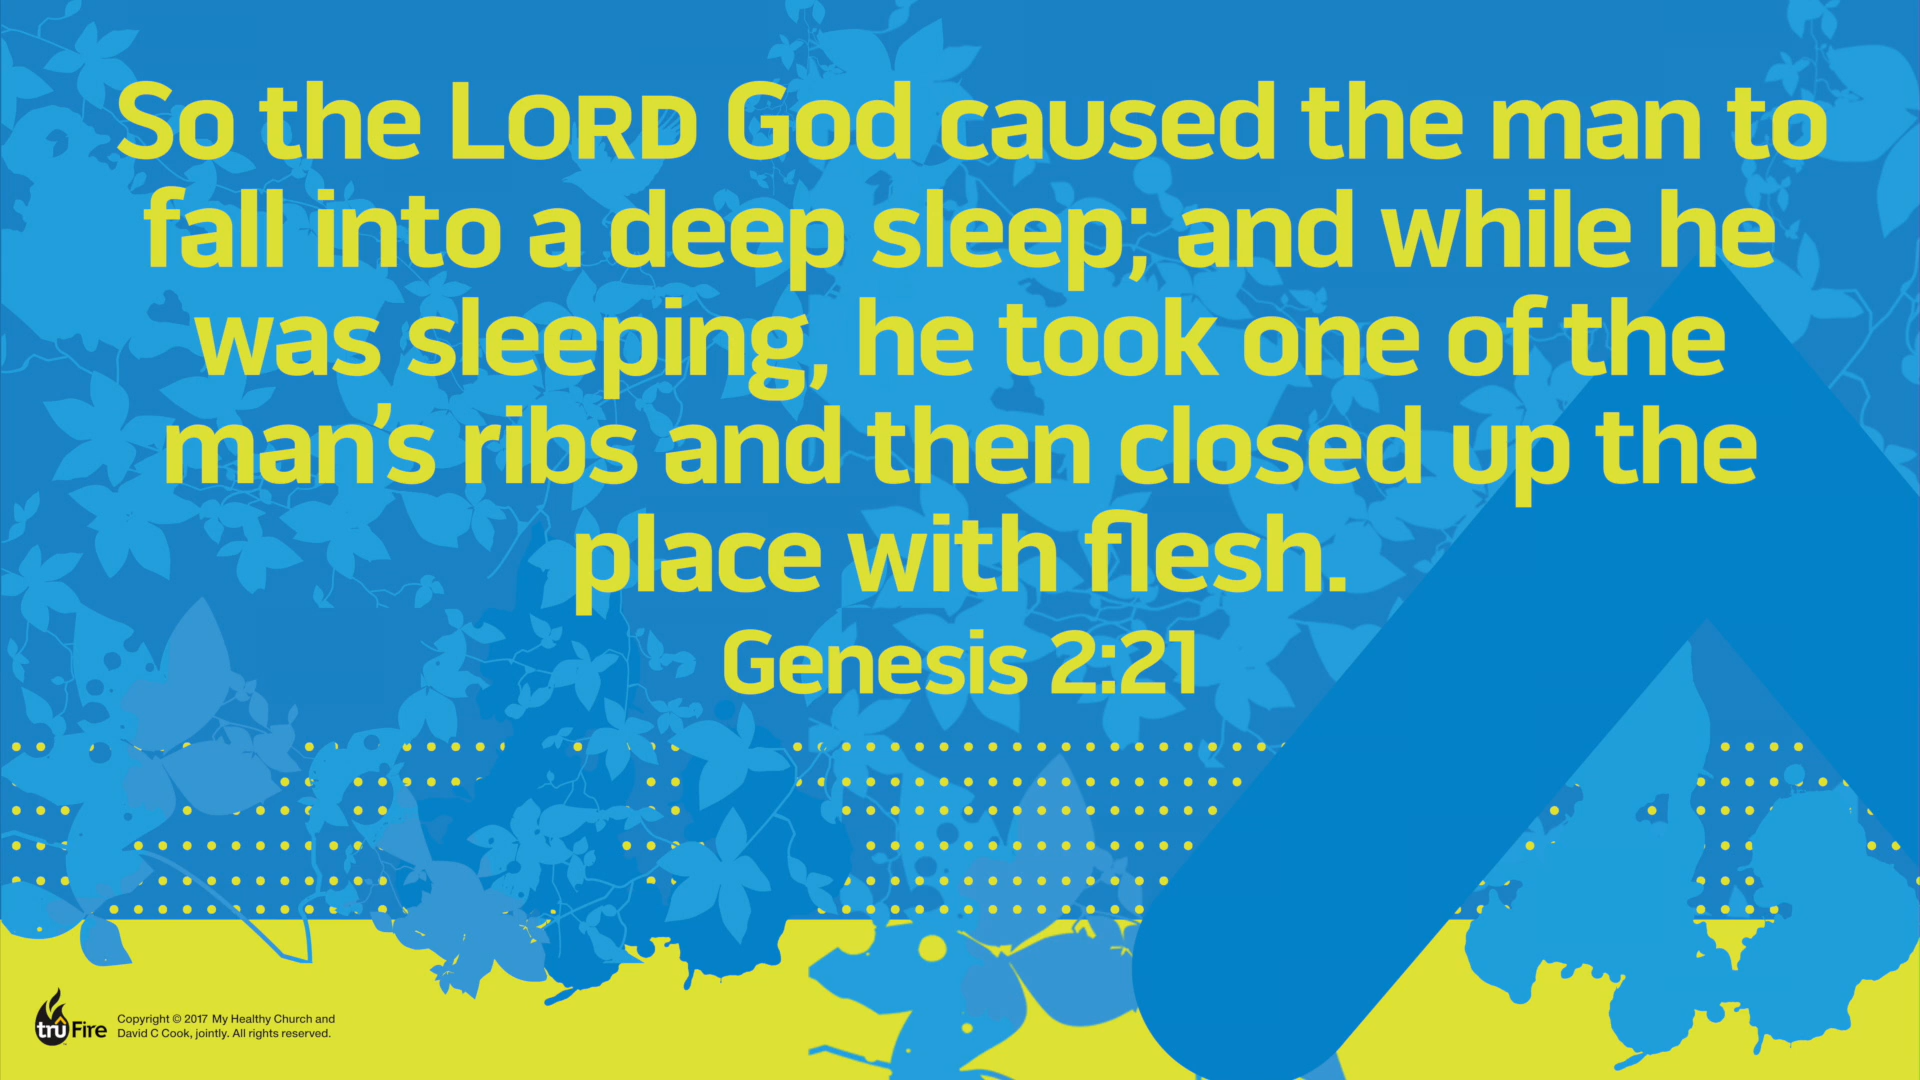 So the LORD God caused the man to
fall into a deep sleep; and while he
was sleeping, he took one of the
man’s ribs and then closed up the
place with flesh.
Genesis 2:21
tru Fire
Copyright © 2017 My Healthy Church and
David C Cook, jointly. All rights reserved.